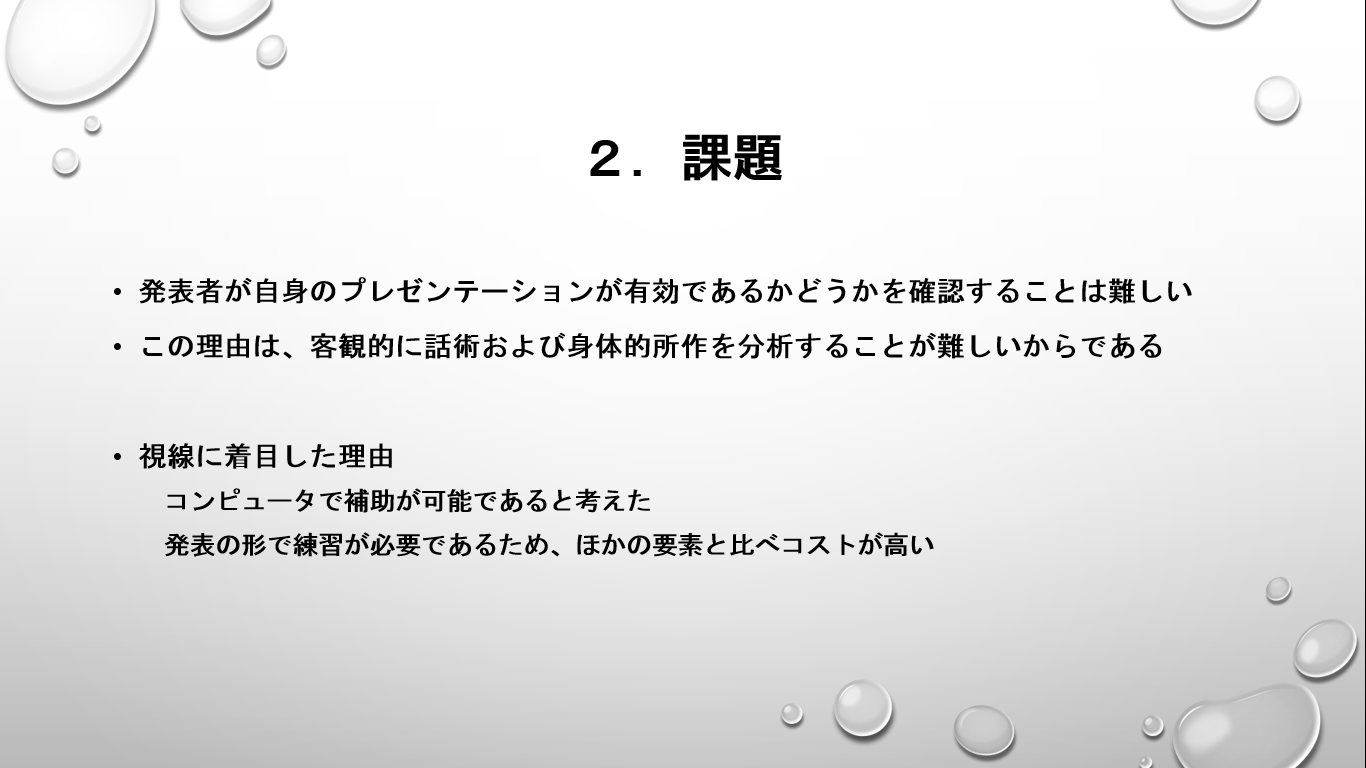 ２．課題
• 発表者が自身のプレゼンテーションが有効であるかどうかを確認することは難しい
• この理由は、客観的に話術および身体的所作を分析することが難しいからである
• 視線に着目した理由
コンピュータで補助が可能であると考えた
発表の形で練習が必要であるため、ほかの要素と比べコストが高い